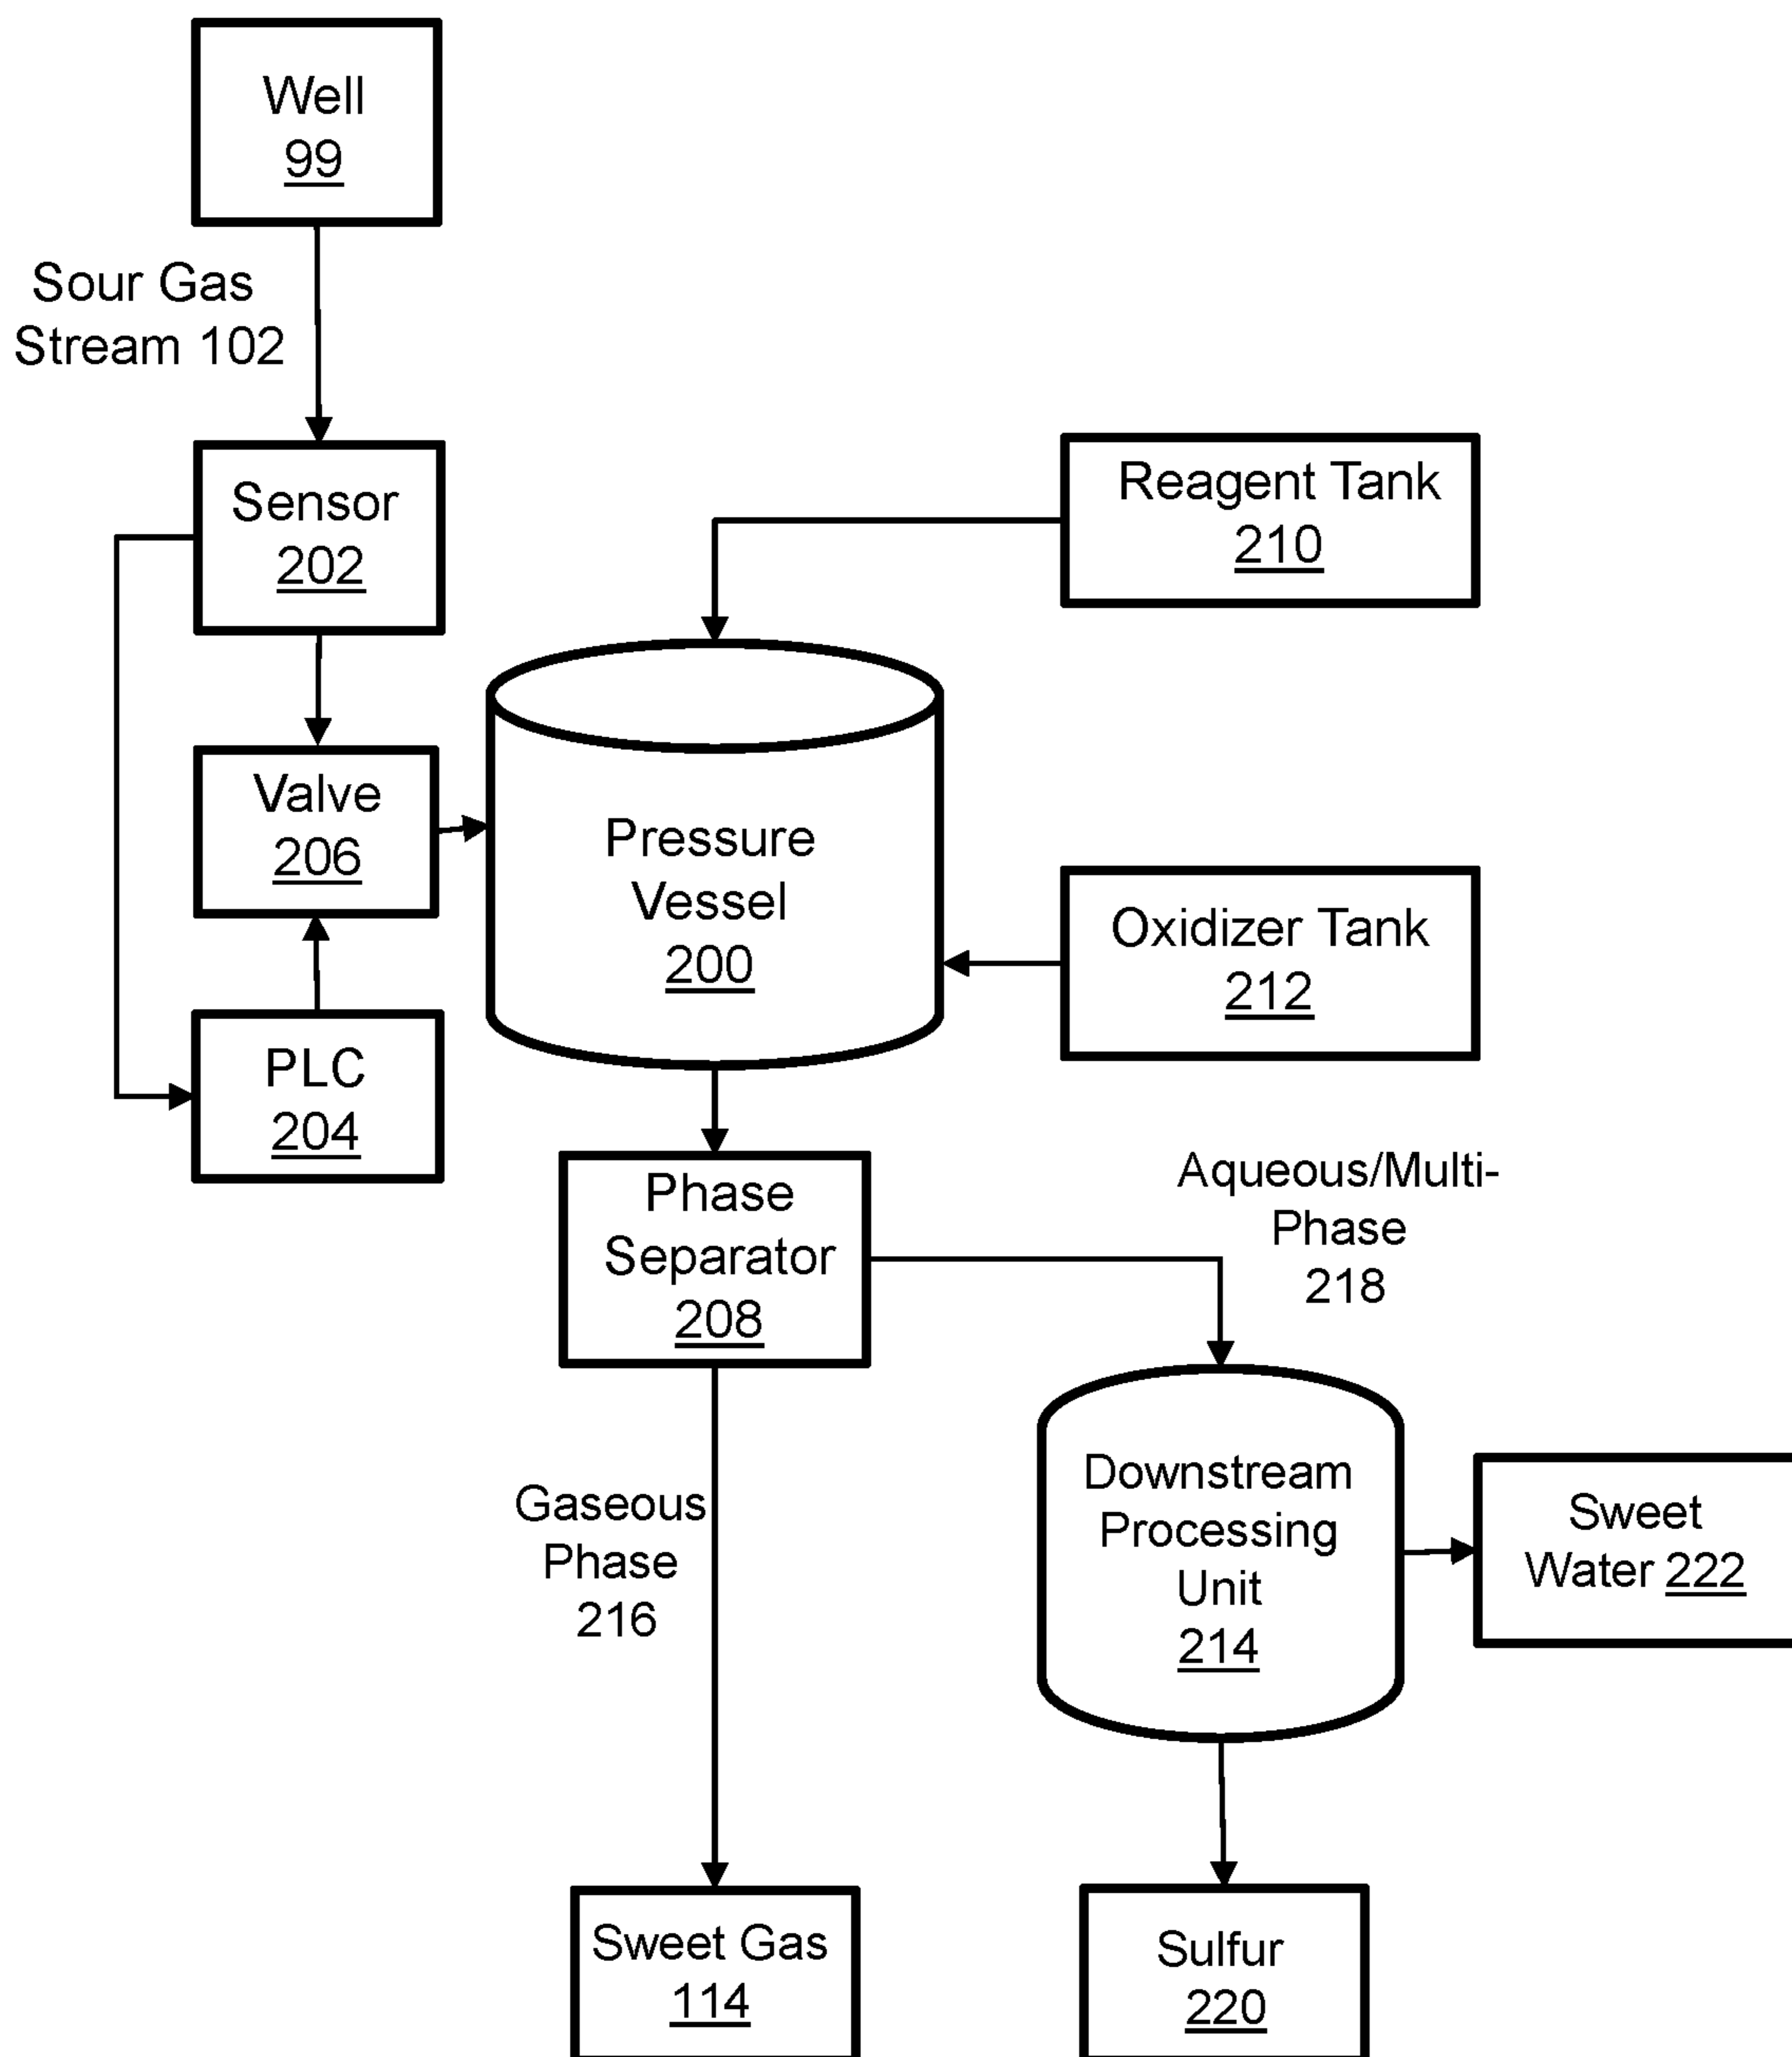 Well
99
Sour Gas
Stream 102
Sensor
202
Reagent Tank
210
Valve
206
Pressure
Vessel
200
Oxidizer Tank
212
PLC
204
Phase
Separator
208
Aqueous/Multi-
Phase
218
Gaseous
Phase
216
Downstream
Processing
Unit
214
Sweet
Water 222
Sweet Gas
114
Sulfur
220